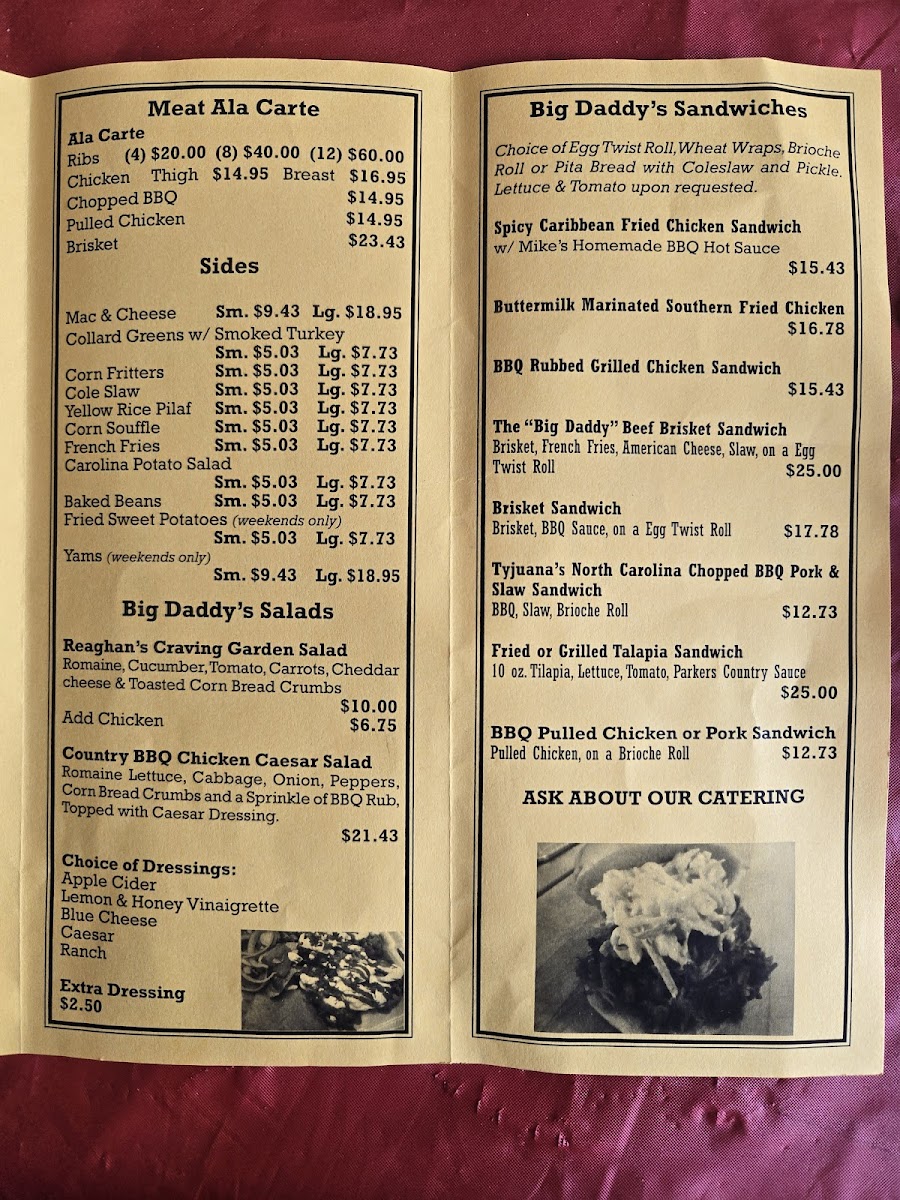 Meat Ala Carte
Ala Carte
Ribs (4) $20.00 (8) $40.00 (12) $60.00
Chicken Thigh $14.95 Breast $16.95
Chopped BBQ $14.95
Pulled Chicken $14.95
Brisket $23.43
Sides
Mac & Cheese Sm. $9.43 Lg. $18.95
Collard Greens w/ Smoked Turkey
Sm. $5.03 Lg. $7.73
Corn Fritters Sm. $5.03 Lg. $7.73
Cole Slaw Sm. $5.03 Lg. $7.73
Yellow Rice Pilaf Sm. $5.03 Lg. $7.73
Corn Souffle Sm. $5.03 Lg. $7.73
French Fries Sm. $5.03 Lg. $7.73
Carolina Potato Salad
Sm. $5.03 Lg. $7.73
Baked Beans Sm. $5.03 Lg. $7.73
Fried Sweet Potatoes (weekends only)
Sm. $5.03 Lg. $7.73
Yams (weekends only)
Sm. $9.43 Lg. $18.95
Big Daddy's Salads
Reaghan's Craving Garden Salad
Romaine, Cucumber, Tomato, Carrots, Cheddar
cheese & Toasted Corn Bread Crumbs
$10.00
Add Chicken $6.75
Country BBQ Chicken Caesar Salad
Romaine Lettuce, Cabbage, Onion, Peppers,
Corn Bread Crumbs and a Sprinkle of BBQ Rub,
Topped with Caesar Dressing.
$21.43
Choice of Dressings:
Apple Cider
Lemon & Honey Vinaigrette
Blue Cheese
Caesar
Ranch
Extra Dressing
$2.50
Big Daddy's Sandwiches
Choice of Egg Twist Roll, Wheat Wraps, Brioche
Roll or Pita Bread with Coleslaw and Pickle.
Lettuce & Tomato upon requested.
Spicy Caribbean Fried Chicken Sandwich
w/ Mike's Homemade BBQ Hot Sauce
$15.43
Buttermilk Marinated Southern Fried Chicken
$16.78
BBQ Rubbed Grilled Chicken Sandwich
$15.43
The "Big Daddy" Beef Brisket Sandwich
Brisket, French Fries, American Cheese, Slaw, on a Egg
Twist Roll $25.00
Brisket Sandwich
Brisket, BBQ Sauce, on a Egg Twist Roll $17.78
Tyjuana's North Carolina Chopped BBQ Pork &
Slaw Sandwich
BBQ, Slaw, Brioche Roll $12.73
Fried or Grilled Talapia Sandwich
10 oz. Tilapia, Lettuce, Tomato, Parkers Country Sauce
$25.00
BBQ Pulled Chicken or Pork Sandwich
Pulled Chicken, on a Brioche Roll $12.73
ASK ABOUT OUR CATERING